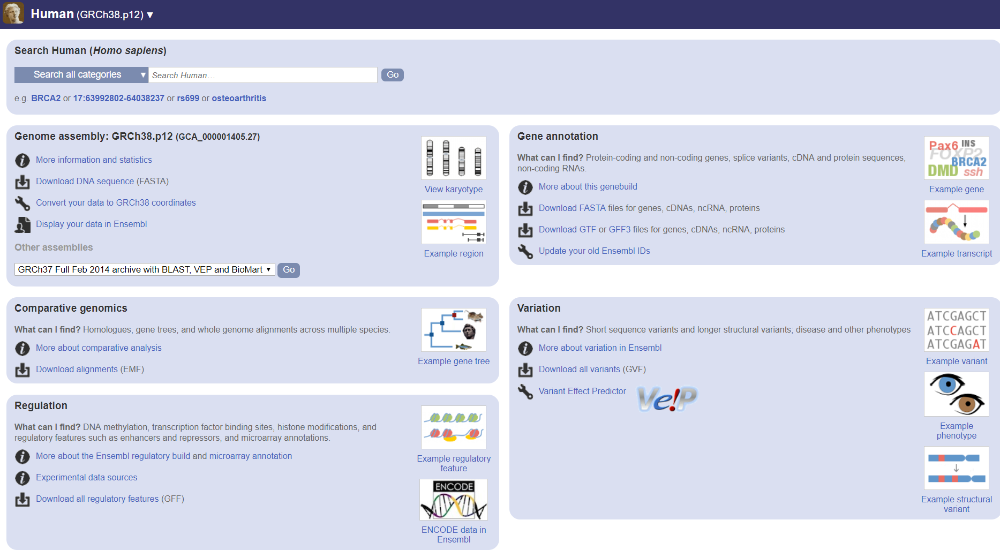 Human (GRCh38.p12) ▼
Search Human (Homo sapiens)
Search all categories ▼ Search Human… Go
e.g. BRCA2 or 17:63992802-64038237 or rs699 or osteoarthritis
Genome assembly: GRCh38.p12 (GCA_000001405.27)
More information and statistics
Download DNA sequence (FASTA)
Convert your data to GRCh38 coordinates
Display your data in Ensembl
Other assemblies
GRCh37 Full Feb 2014 archive with BLAST, VEP and BioMart ▼ Go
View karyotype
Example region
Gene annotation
What can I find? Protein-coding and non-coding genes, splice variants, cDNA and protein sequences,
non-coding RNAs.
More about this genebuild
Download FASTA files for genes, cDNAs, ncRNA, proteins
Download GTF or GFF3 files for genes, cDNAs, ncRNA, proteins
Update your old Ensembl IDs
Pax6 INS
FOXP2
BRCA2
DMD ssh
Example gene
Example transcript
Comparative genomics
What can I find? Homologues, gene trees, and whole genome alignments across multiple species.
More about comparative analysis
Download alignments (EMF)
Example gene tree
Variation
What can I find? Short sequence variants and longer structural variants; disease and other phenotypes
More about variation in Ensembl
Download all variants (GVF)
Variant Effect Predictor Ve!P
ATCGAGCT
ATCCAGCT
ATCGAGAT
Example variant
Example
phenotype
Example structural
variant
Regulation
What can I find? DNA methylation, transcription factor binding sites, histone modifications, and
regulatory features such as enhancers and repressors, and microarray annotations.
More about the Ensembl regulatory build and microarray annotation
Experimental data sources
Download all regulatory features (GFF)
Example regulatory
feature
ENCODE
ENCODE data in
Ensembl